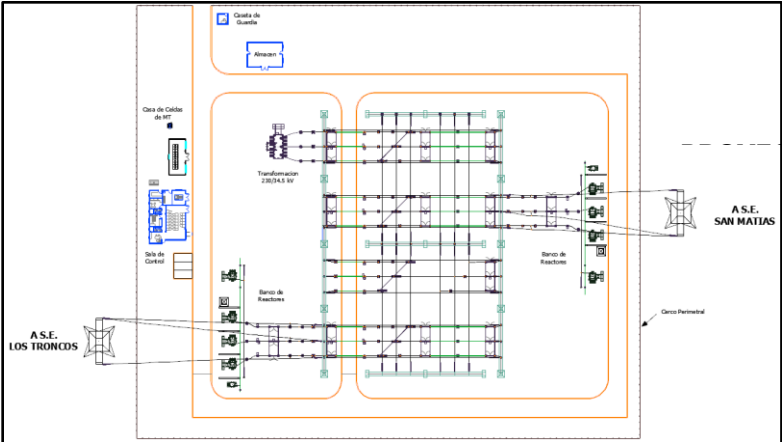 Caseta de
Guardia
Almacen
Casa de Celdas
de MT
Transformacion
230/34.5 kV
A S.E.
SAN MATIAS
Sala de
Control
Banco de
Reactores
Banco de
Reactores
Cerco Perimetral
A S.E.
LOS TRONCOS